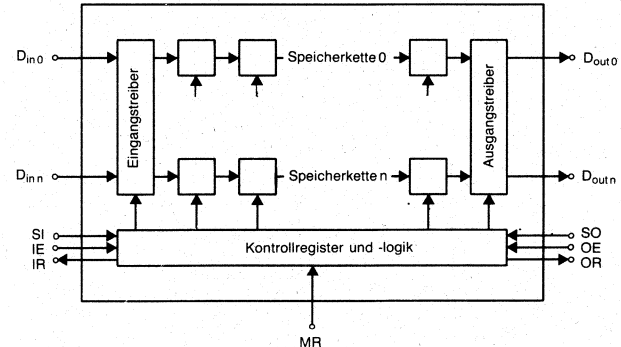 Din 0
Speicherkette 0
Dout 0
Eingangstreiber
Ausgangstreiber
Din n
Speicherkette n
Dout n
SI
IE
IR
Kontrollregister und -logik
SO
OE
OR
MR